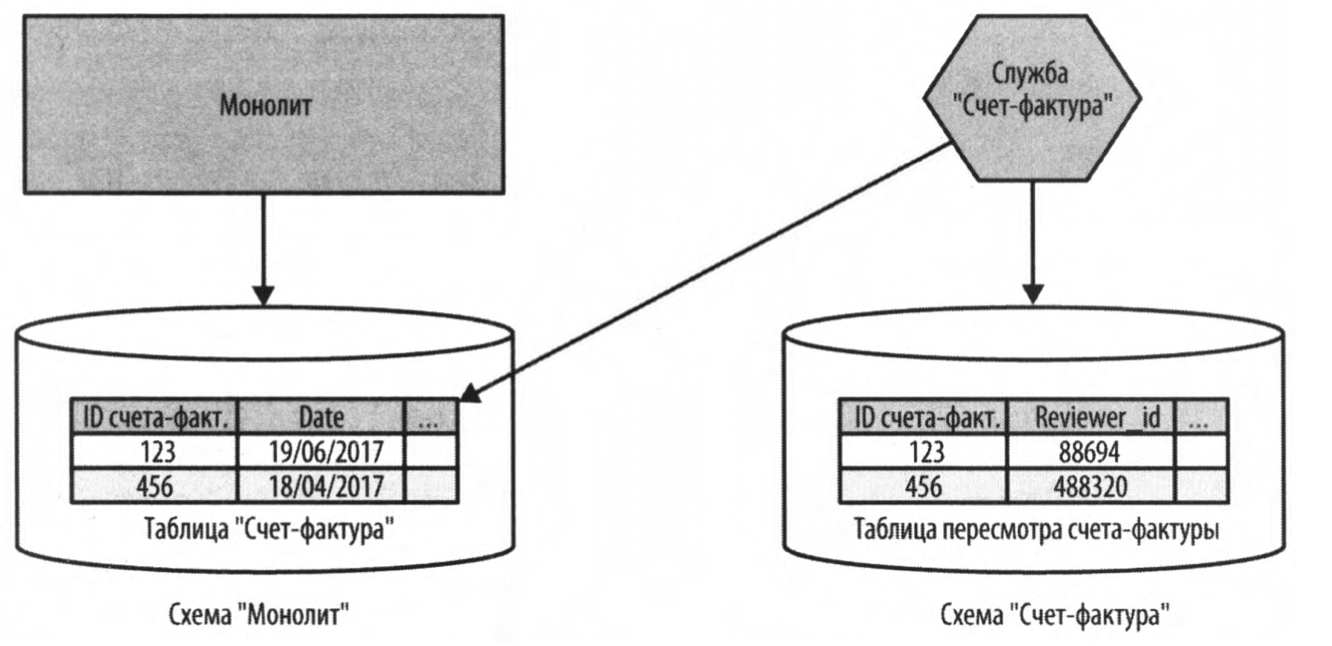 Монолит
Служба
"Счет-фактура"
ID счета-факт. Date ...
123 19/06/2017
456 18/04/2017
Таблица "Счет-фактура"
Схема "Монолит"
ID счета-факт. Reviewer_id ...
123 88694
456 488320
Таблица пересмотра счета-фактуры
Схема "Счет-фактура"